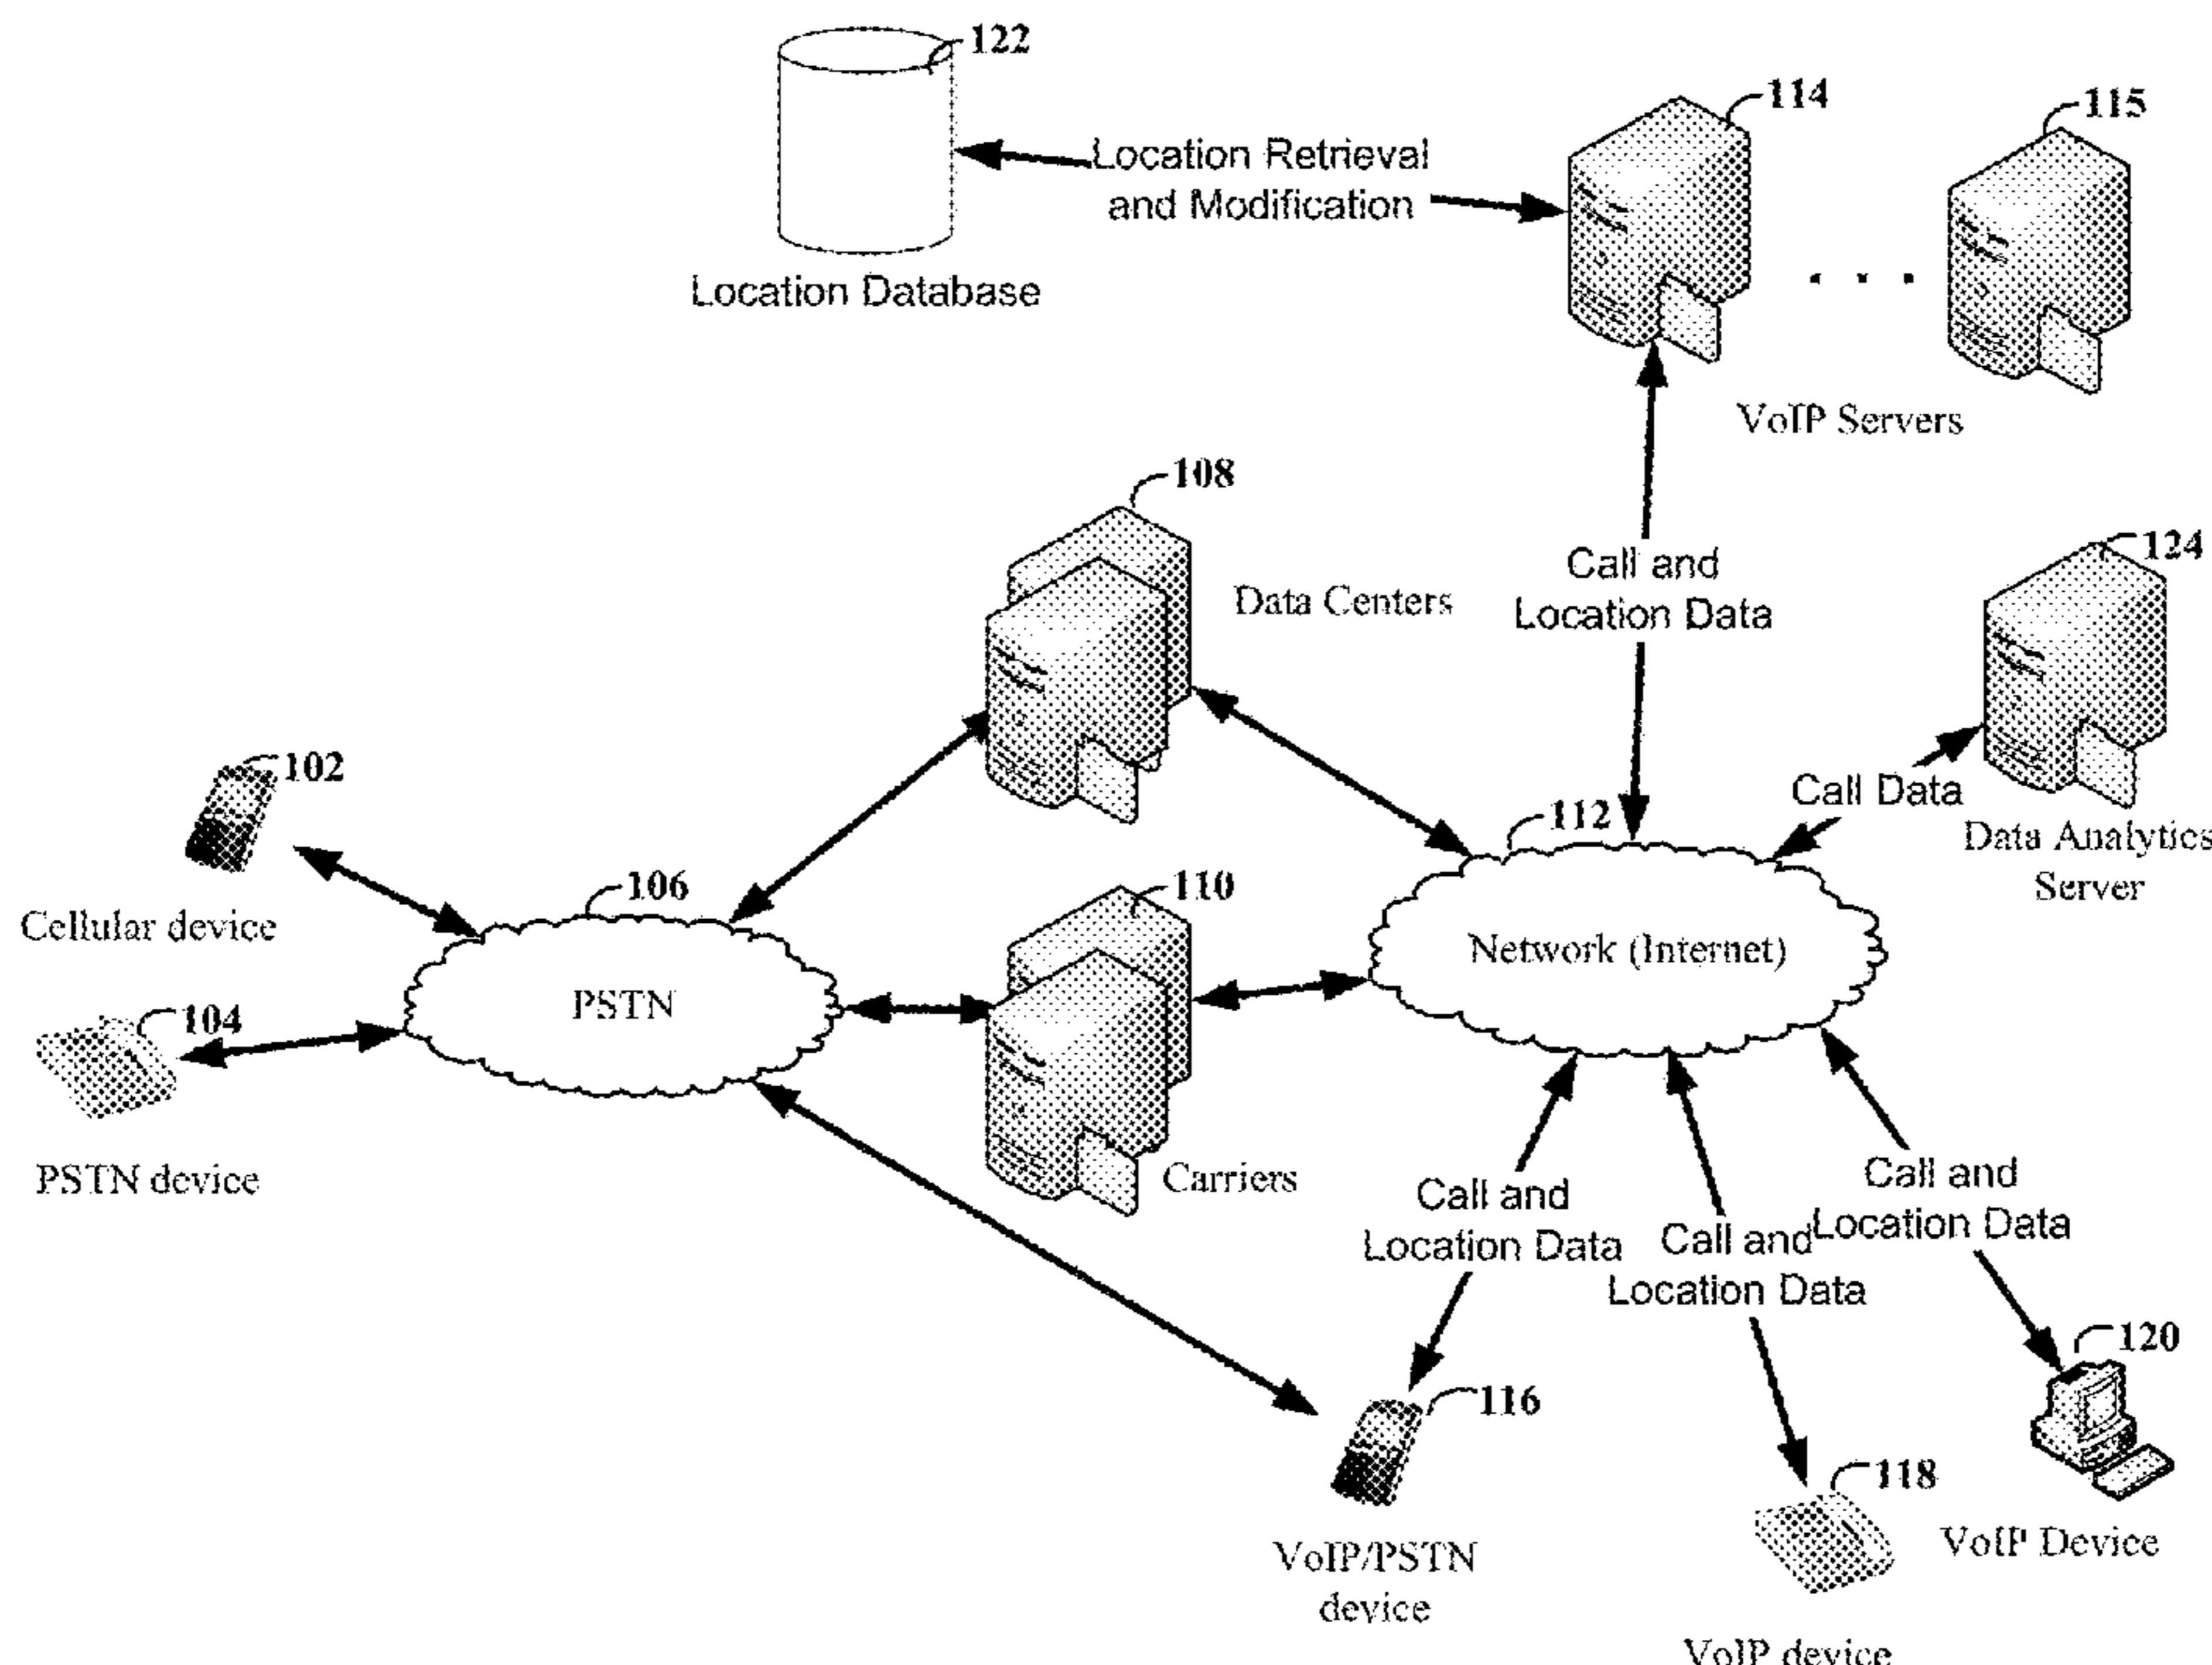 122
114
115
Location Retrieval
and Modification
Location Database
VoIP Servers
108
Data Centers
Call and
Location Data
124
102
Call Data
112
Data Analytics
Server
106
110
Cellular device
Network (Internet)
PSTN
104
PSTN device
Carriers
Call and
Location Data
Call and
Location Data
Call and
Location Data
120
116
118
VoIP Device
VoIP/PSTN
device
VoIP device